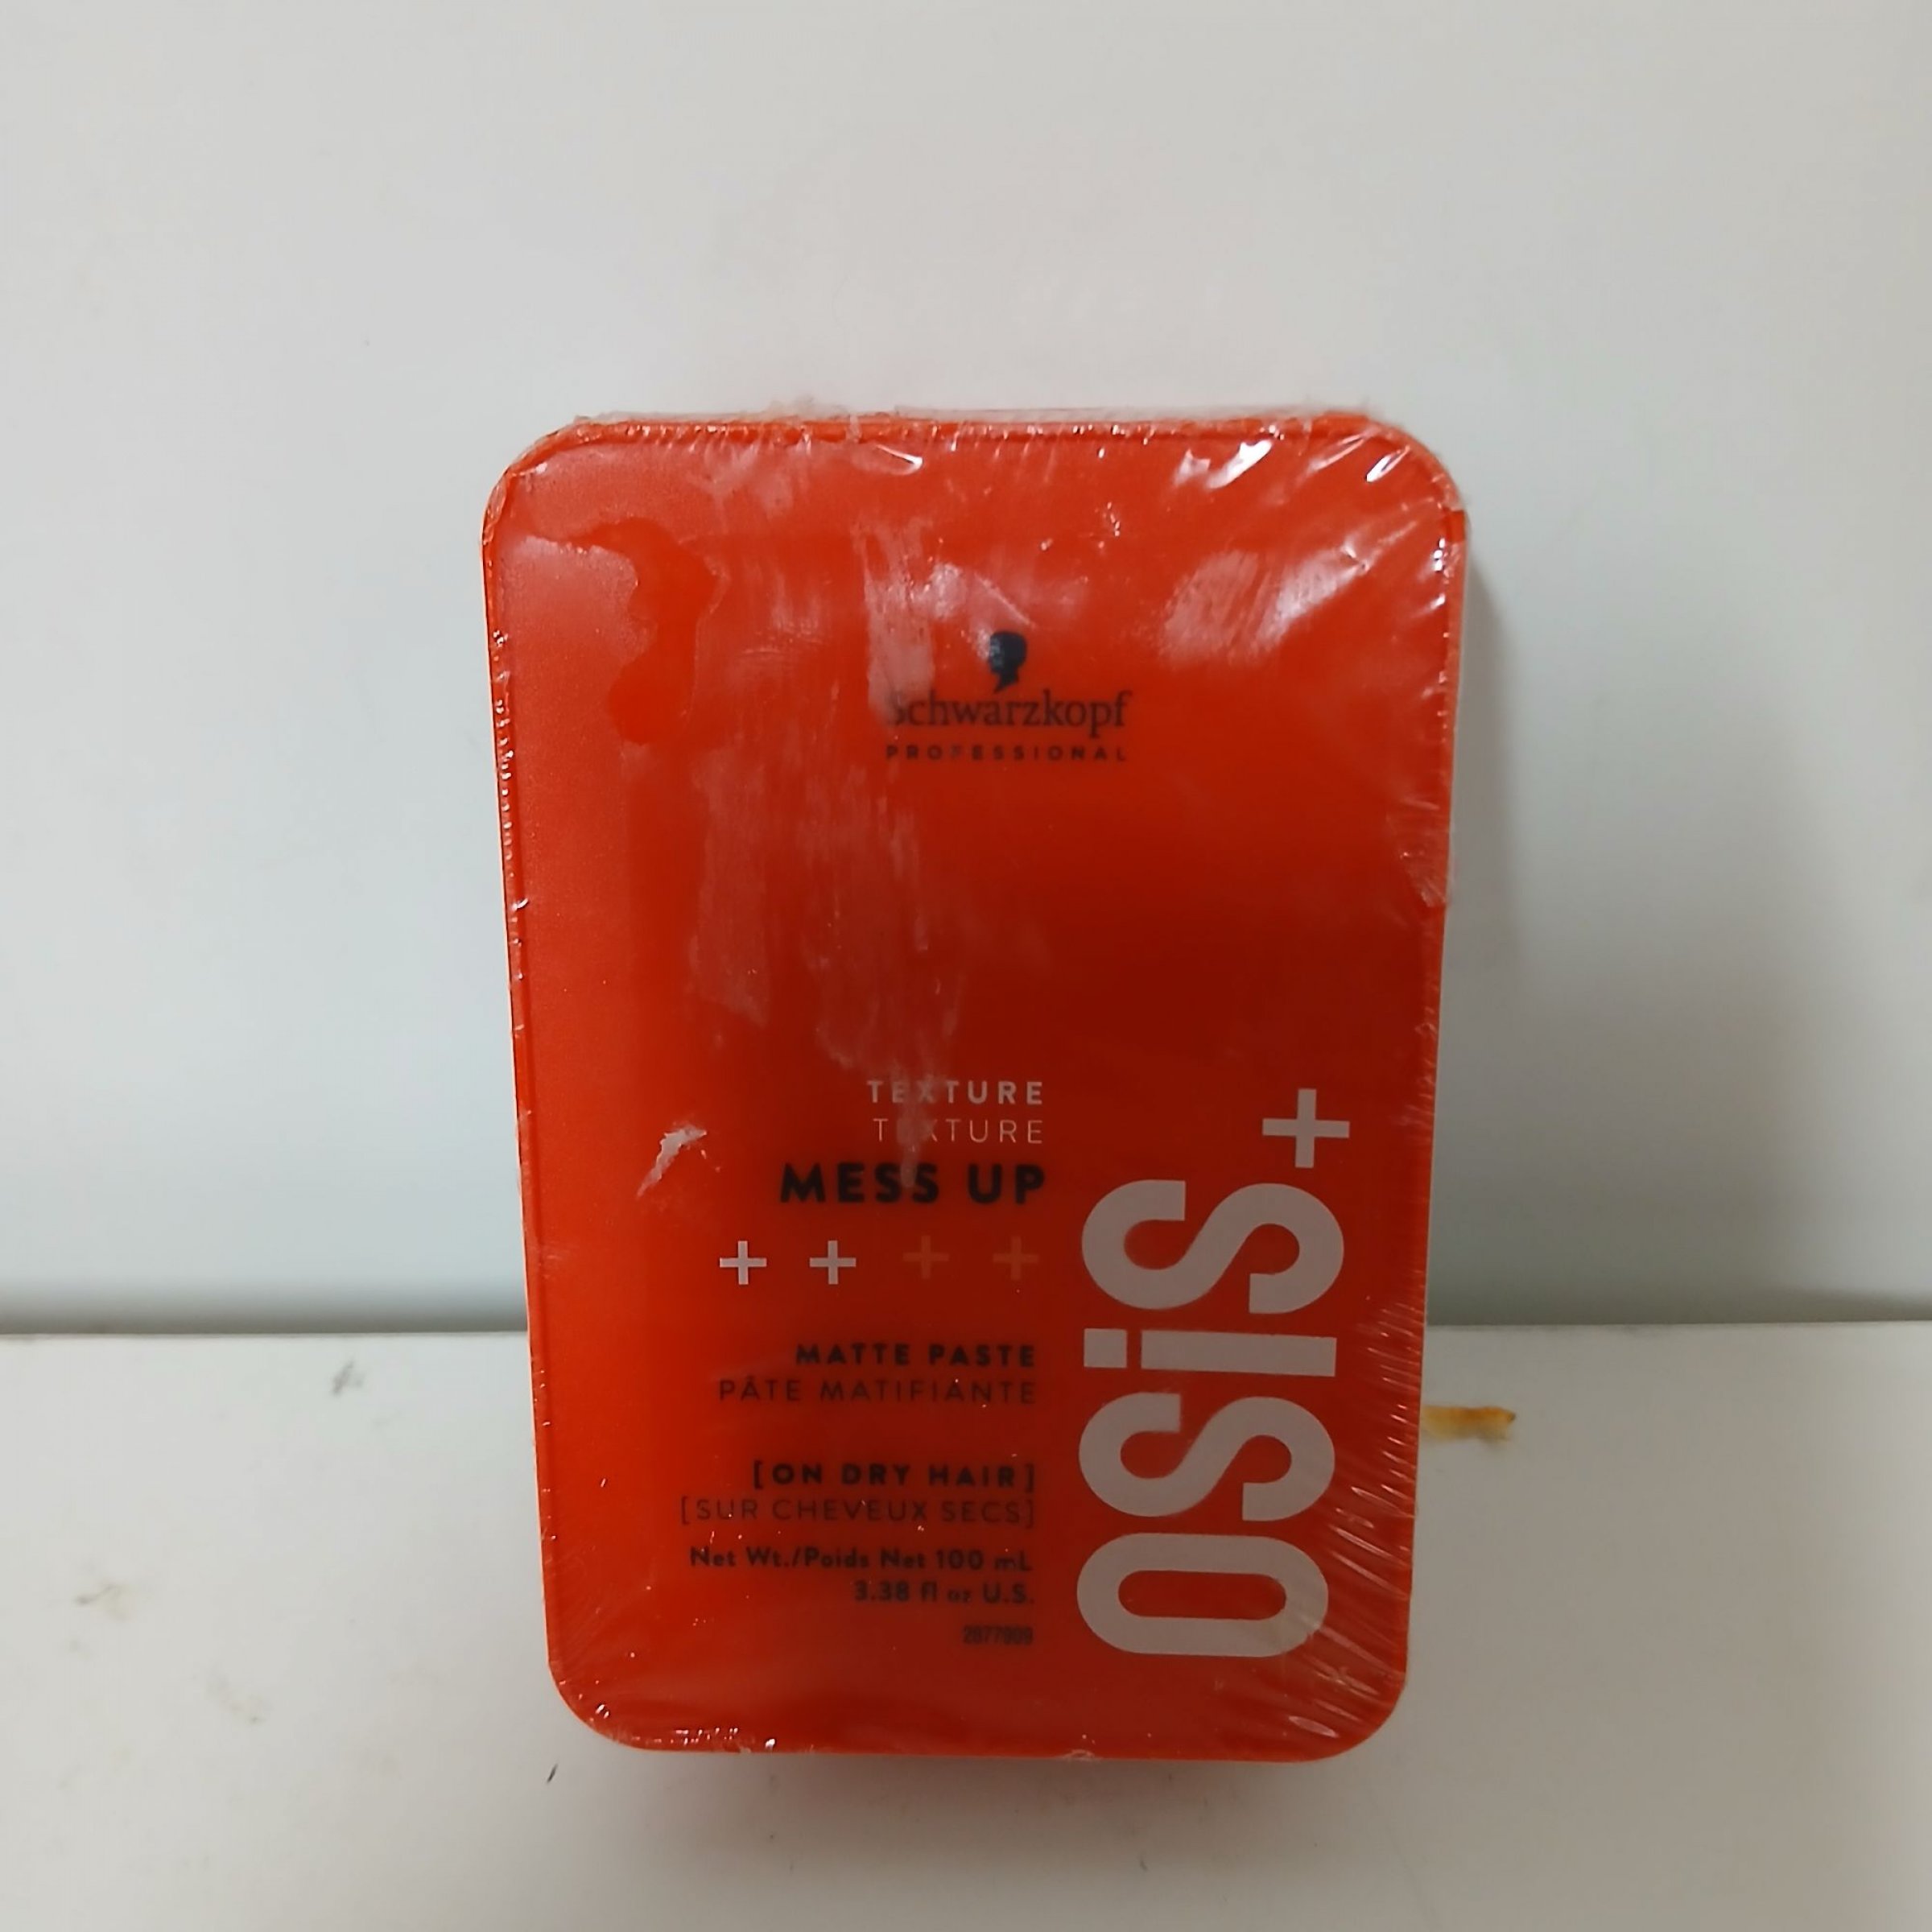 Schwarzkopf
PROFESSIONAL
TEXTURE
TEXTURE
MESS UP
+ + + +
MATTE PASTE
PÂTE MATIFIANTE
[ON DRY HAIR]
[SUR CHEVEUX SECS]
Net Wt./Poids Net 100 mL
3.38 fl oz U.S.
2877909
OSiS+